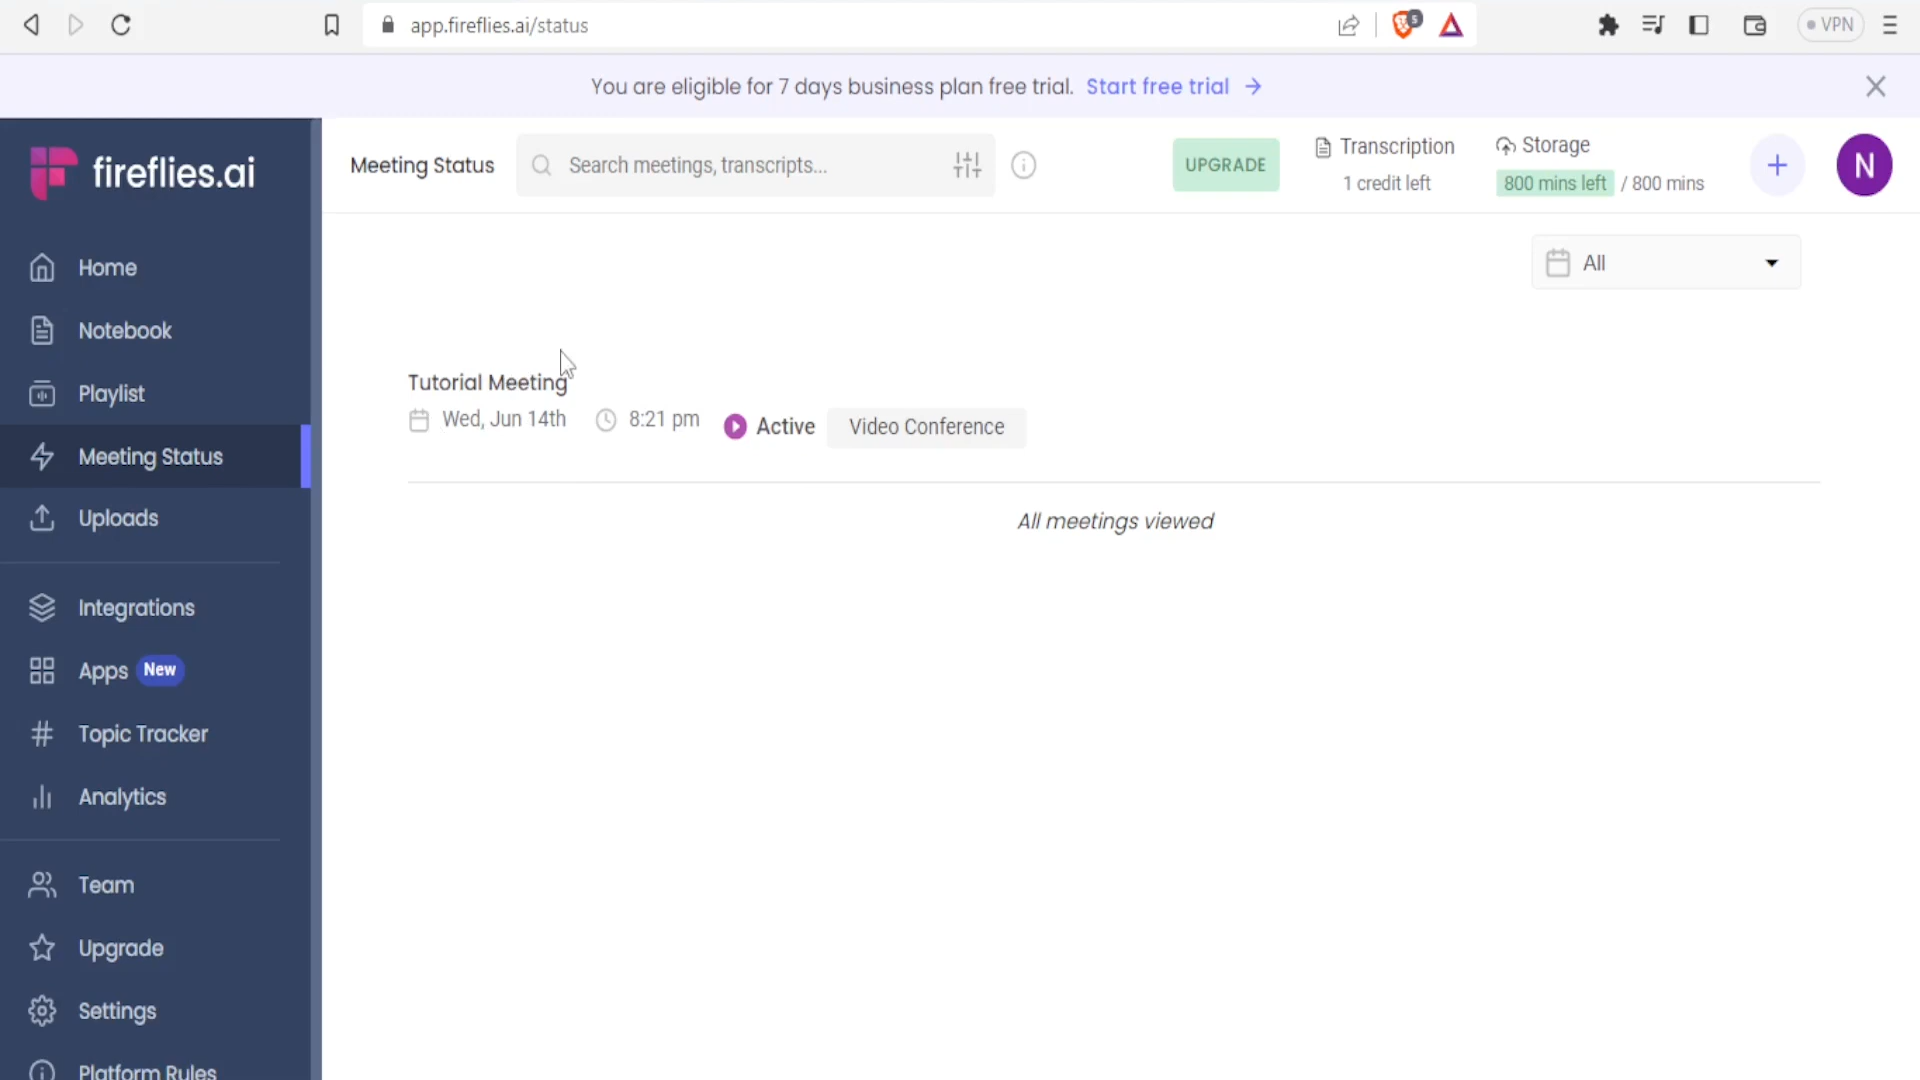 app.fireflies.ai/status
5
VPN
You are eligible for 7 days business plan free trial. Start free trial →
fireflies.ai
Meeting Status
Search meetings, transcripts...
UPGRADE
Transcription
1 credit left
Storage
800 mins left / 800 mins
+
N
All
Home
Notebook
Playlist
Meeting Status
Uploads
Integrations
Apps New
Topic Tracker
Analytics
Team
Upgrade
Settings
Platform Rules
Tutorial Meeting
Wed, Jun 14th 8:21 pm Active Video Conference
All meetings viewed